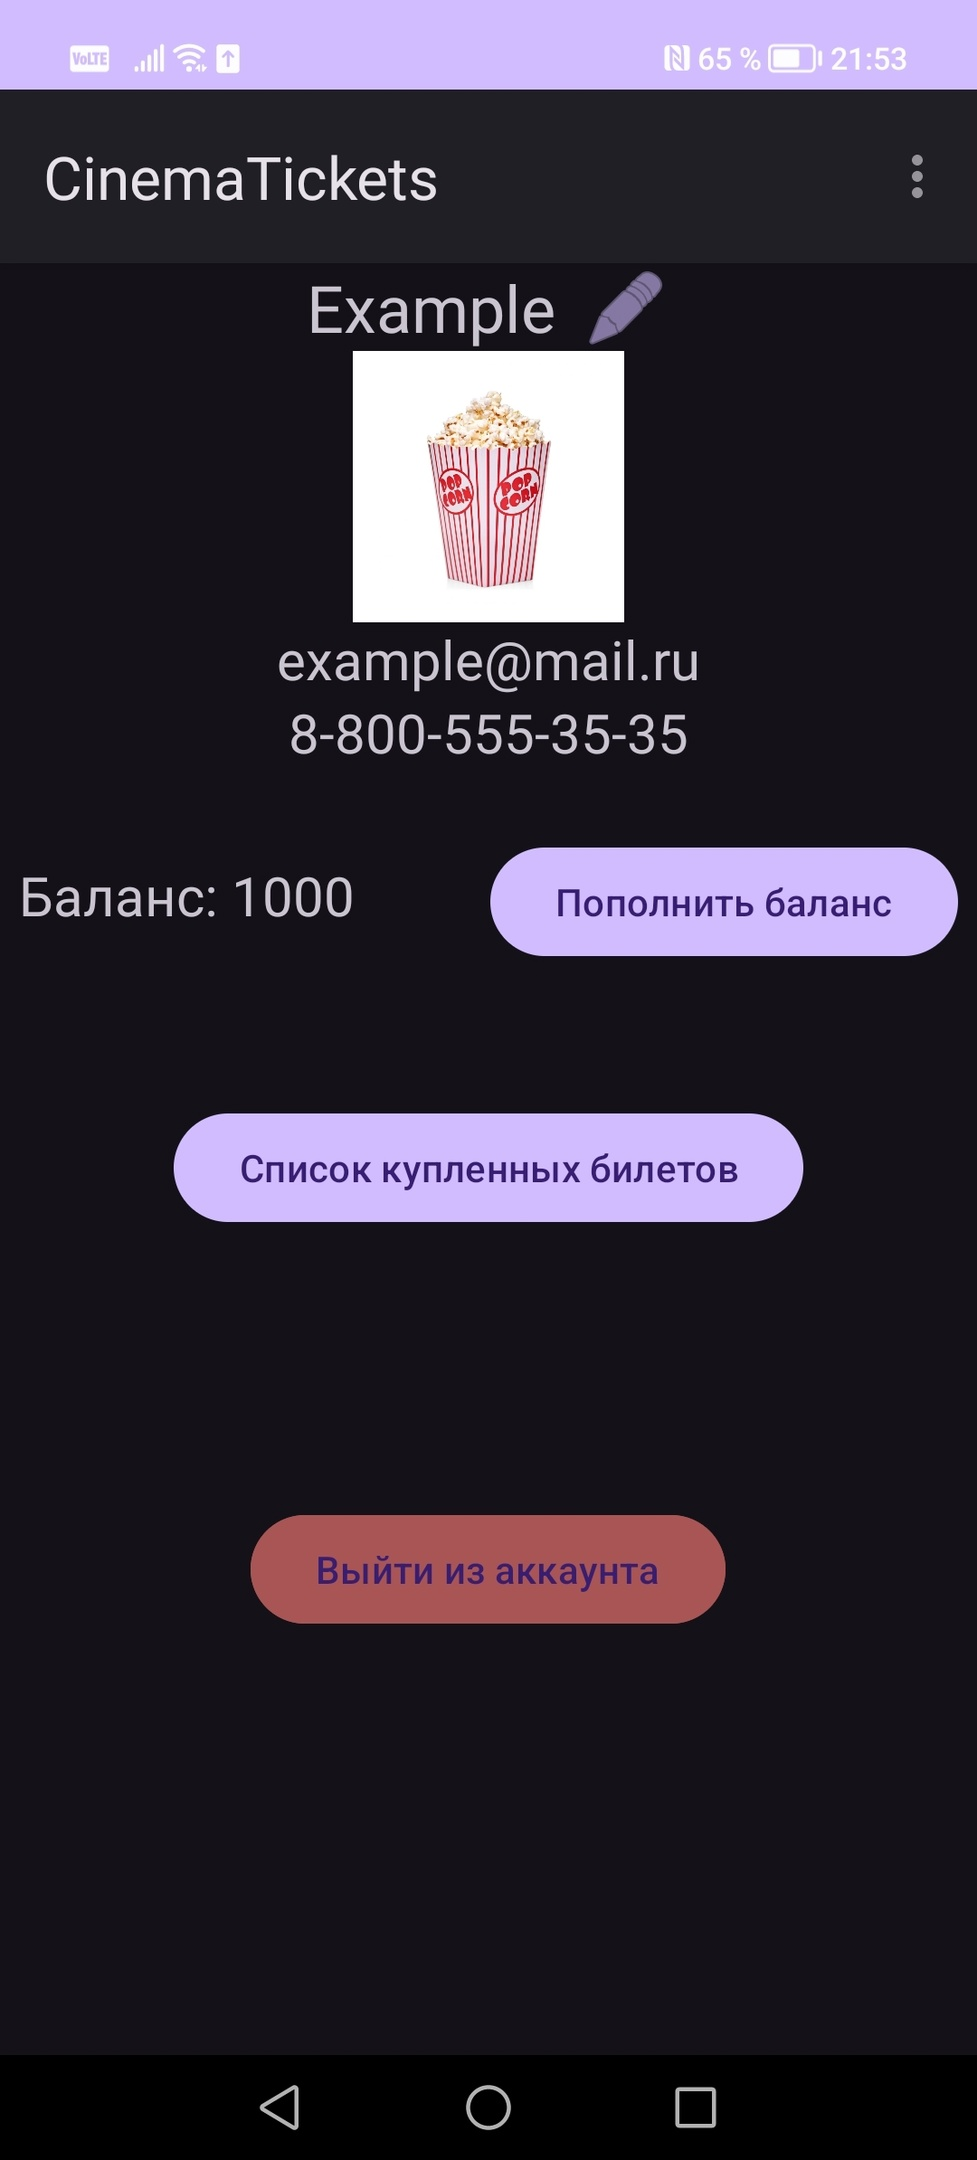 VoLTE 65 % 21:53
CinemaTickets
Example
POP CORN POP CORN
example@mail.ru
8-800-555-35-35
Баланс: 1000 Пополнить баланс
Список купленных билетов
Выйти из аккаунта